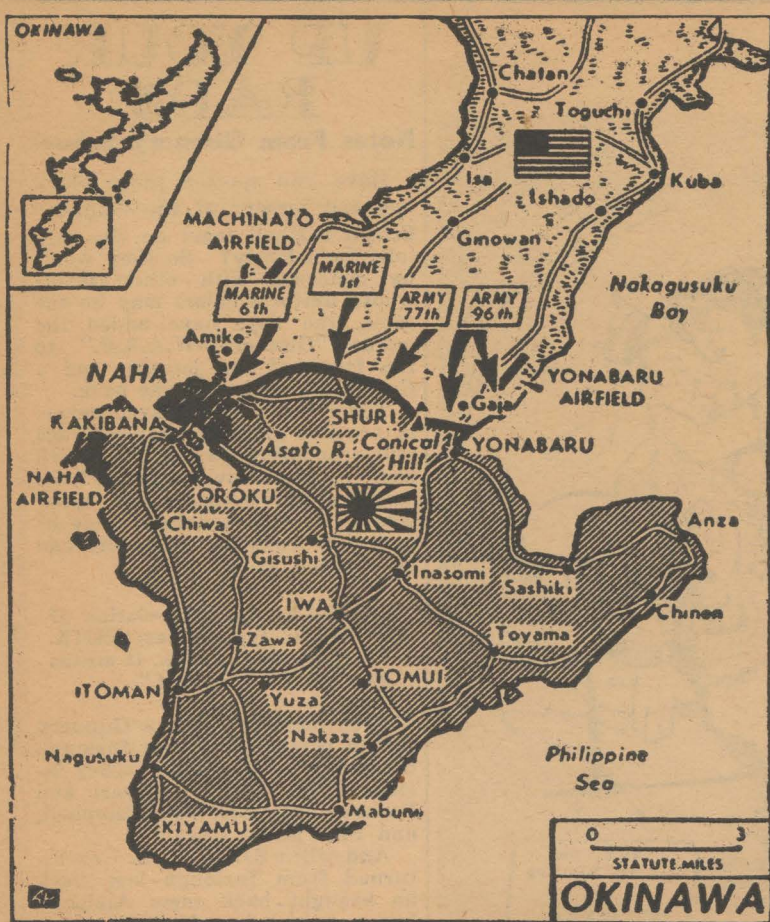 OKINAWA
Chatan
Toguchi
Isa
Kuba
Ishado
MACHINATO
AIRFIELD
Ginowan
MARINE
1st
Nakagusuku
Bay
MARINE
6th
ARMY
77th
ARMY
96th
Amike
NAHA
YONABARU
AIRFIELD
Gaja
KAKIBANA
SHURI
Asato R.
Conical
Hill
YONABARU
NAHA
AIRFIELD
OROKU
Chiwa
Anza
Gisushi
Inasomi
Sashiki
IWA
Chinen
Zawa
Toyama
ITOMAN
Yuza
TOMUI
Nakaza
Nagusuku
Philippine
Sea
Mabuni
KIYAMU
0 3
STATUTE MILES
OKINAWA